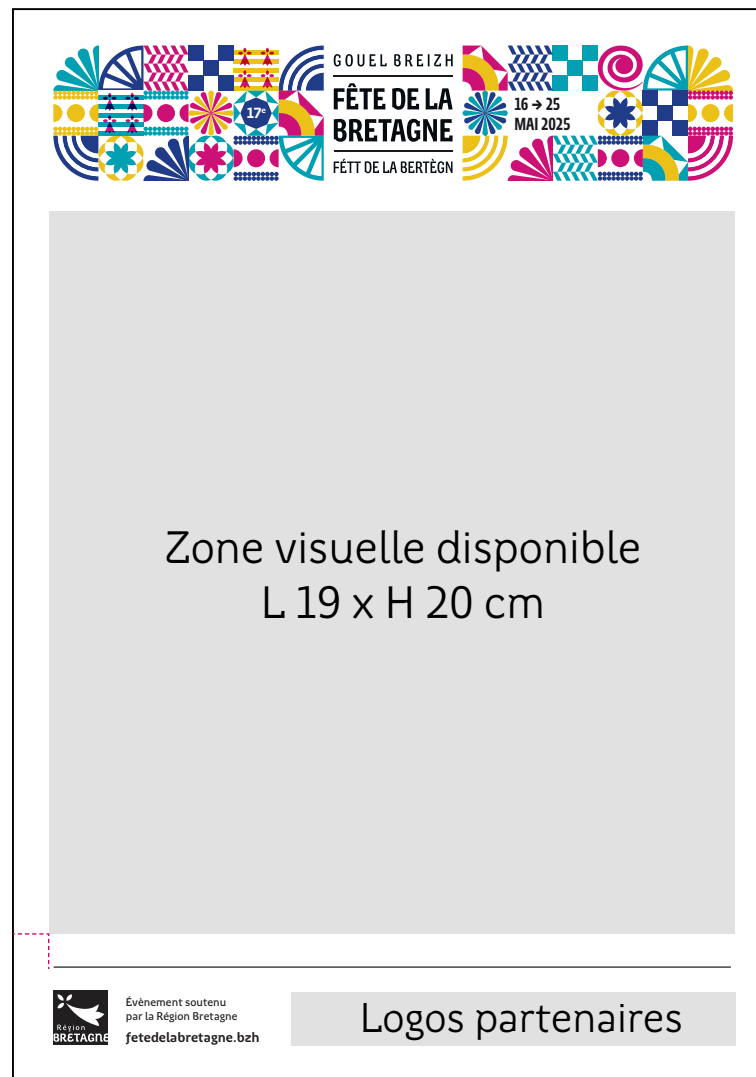 GOUEL BREIZH
FÊTE DE LA
BRETAGNE
FÉTT DE LA BERTÈGN
17e
16 → 25
MAI 2025
Zone visuelle disponible
L 19 x H 20 cm
Région
BRETAGNE
Évènement soutenu
par la Région Bretagne
fetedelabretagne.bzh
Logos partenaires